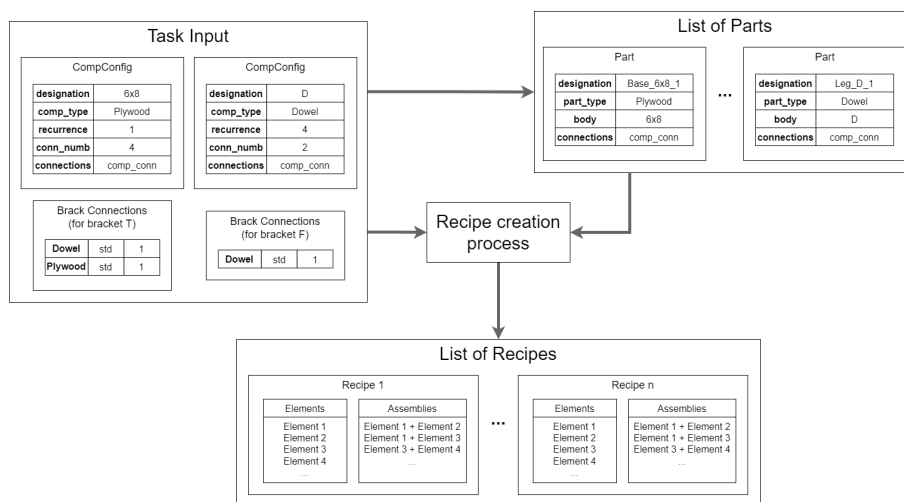 Task Input
CompConfig
designation 6x8
comp_type Plywood
recurrence 1
conn_numb 4
connections comp_conn
CompConfig
designation D
comp_type Dowel
recurrence 4
conn_numb 2
connections comp_conn
Brack Connections
(for bracket T)
Dowel std 1
Plywood std 1
Brack Connections
(for bracket F)
Dowel std 1
List of Parts
Part
designation Base_6x8_1
part_type Plywood
body 6x8
connections comp_conn
...
Part
designation Leg_D_1
part_type Dowel
body D
connections comp_conn
Recipe creation
process
List of Recipes
Recipe 1
Elements
Element 1
Element 2
Element 3
Element 4
...
Assemblies
Element 1 + Element 2
Element 1 + Element 3
Element 3 + Element 4
...
...
Recipe n
Elements
Element 1
Element 2
Element 3
Element 4
...
Assemblies
Element 1 + Element 2
Element 1 + Element 3
Element 3 + Element 4
...